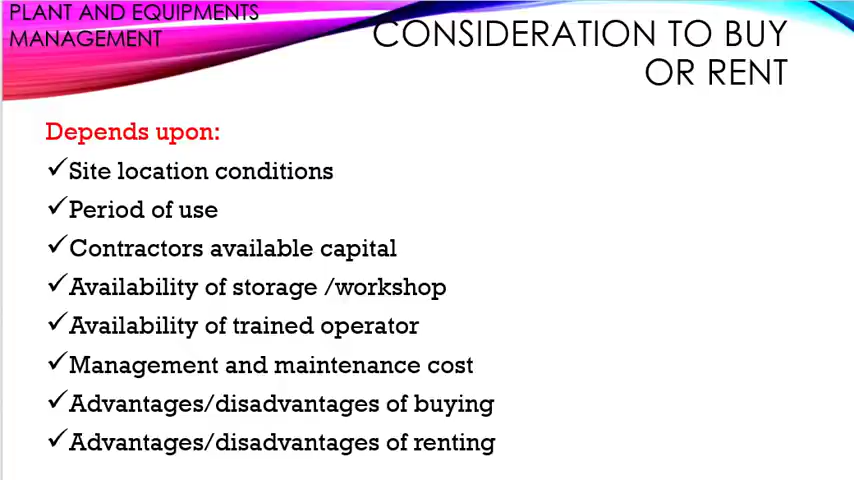 PLANT AND EQUIPMENTS
MANAGEMENT
CONSIDERATION TO BUY
OR RENT
Depends upon:
✓Site location conditions
✓Period of use
✓Contractors available capital
✓Availability of storage /workshop
✓Availability of trained operator
✓Management and maintenance cost
✓Advantages/disadvantages of buying
✓Advantages/disadvantages of renting